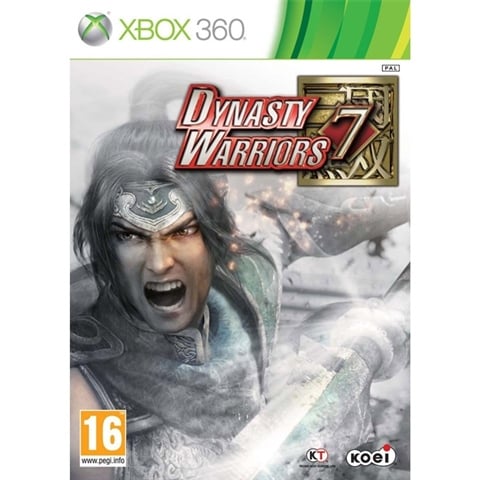 XBOX 360
PAL
DYNASTY
WARRIORS
7
16
www.pegi.info
KT
KOEI